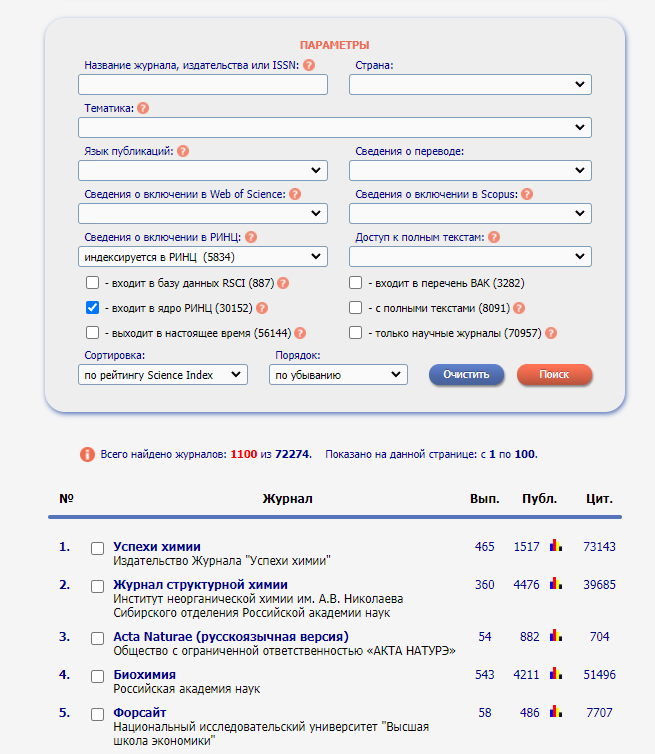 ПАРАМЕТРЫ
Название журнала, издательства или ISSN: ?
Страна:
Тематика: ?
Язык публикаций: ?
Сведения о переводе:
Сведения о включении в Web of Science: ?
Сведения о включении в Scopus: ?
Сведения о включении в РИНЦ: ?
Доступ к полным текстам: ?
индексируется в РИНЦ (5834)
- входит в базу данных RSCI (887) ?
- входит в перечень ВАК (3282)
- входит в ядро РИНЦ (30152) ?
- с полными текстами (8091) ?
- выходит в настоящее время (56144) ?
- только научные журналы (70957) ?
Сортировка:
Порядок:
по рейтингу Science Index
по убыванию
Очистить
Поиск
i Всего найдено журналов: 1100 из 72274. Показано на данной странице: с 1 по 100.
№ Журнал Вып. Публ. Цит.
1. Успехи химии 465 1517 73143
Издательство Журнала "Успехи химии"
2. Журнал структурной химии 360 4476 39685
Институт неорганической химии им. А.В. Николаева
Сибирского отделения Российской академии наук
3. Acta Naturae (русскоязычная версия) 54 882 704
Общество с ограниченной ответственностью «АКТА НАТУРЭ»
4. Биохимия 543 4211 51496
Российская академия наук
5. Форсайт 58 486 7707
Национальный исследовательский университет "Высшая
школа экономики"